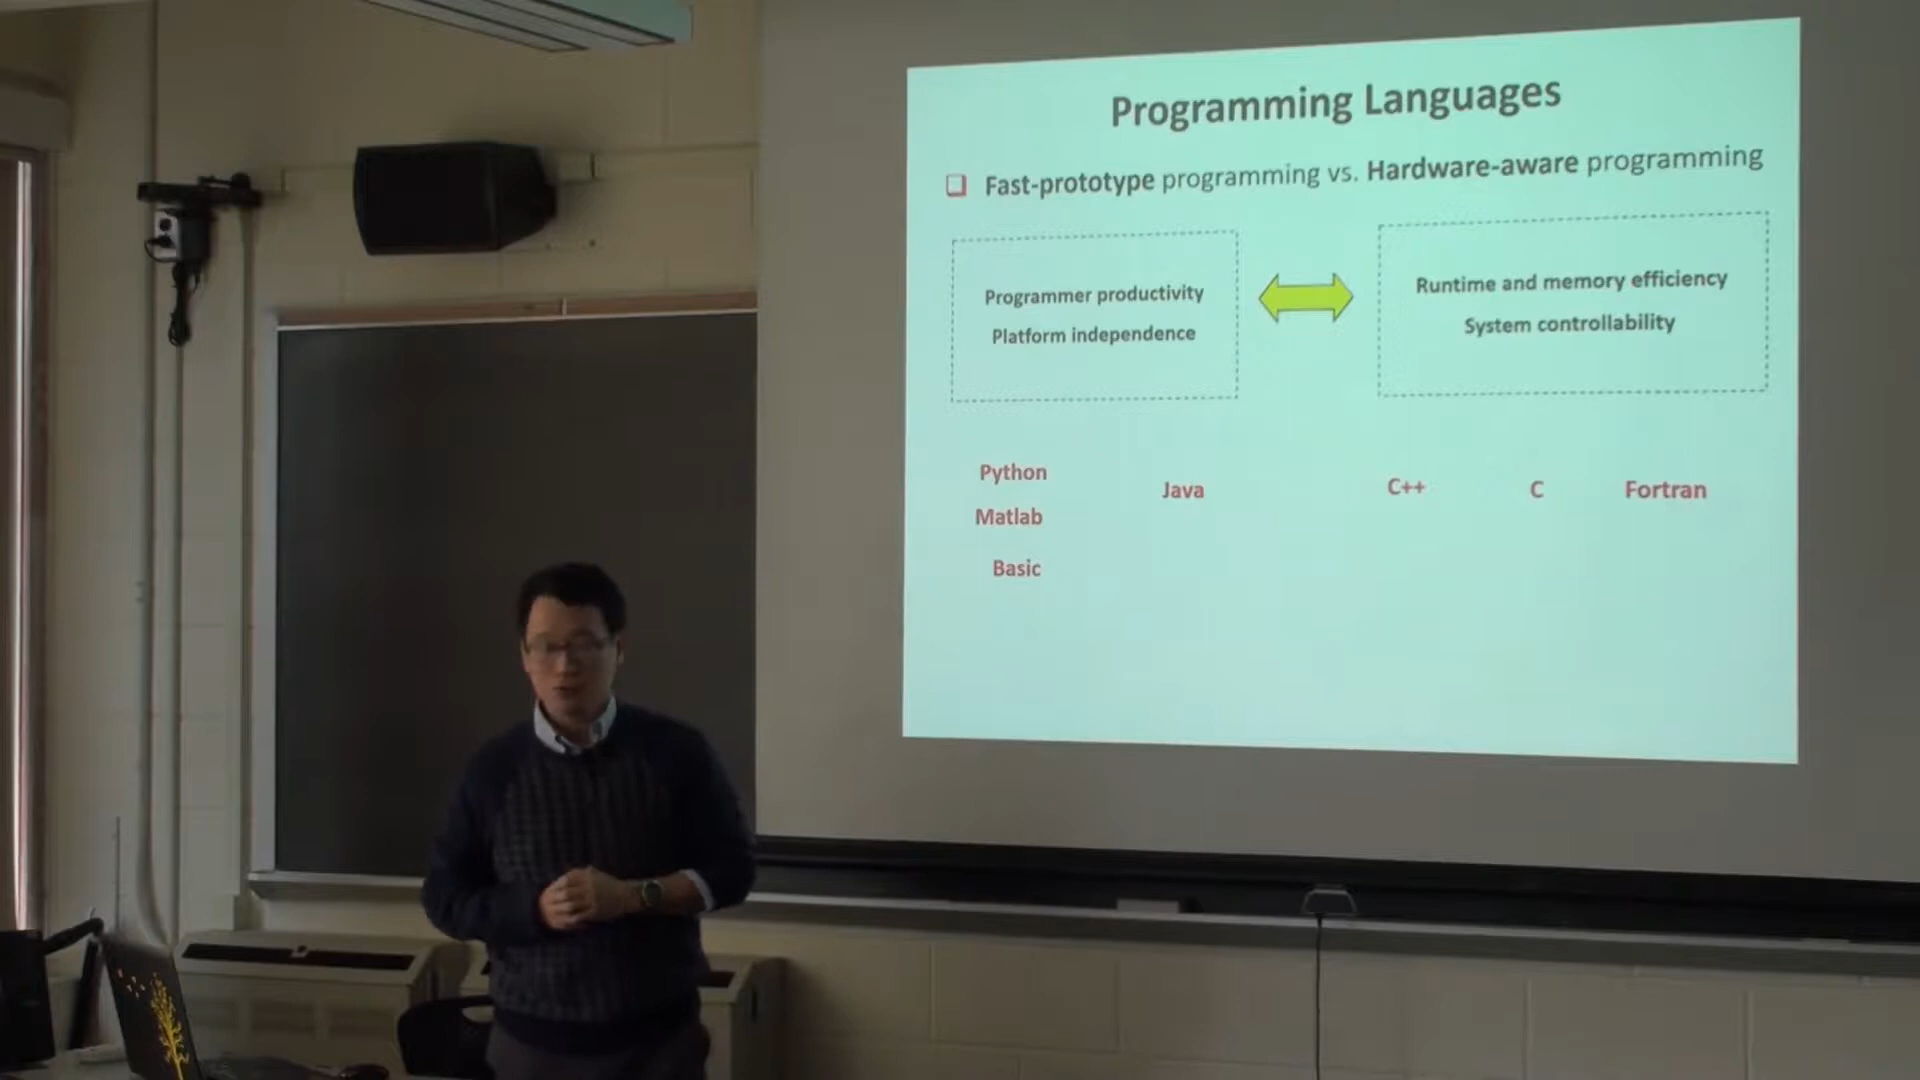 Programming Languages
Fast-prototype programming vs. Hardware-aware programming
Programmer productivity
Platform independence
Runtime and memory efficiency
System controllability
Python
Matlab
Basic
Java
C++
C
Fortran